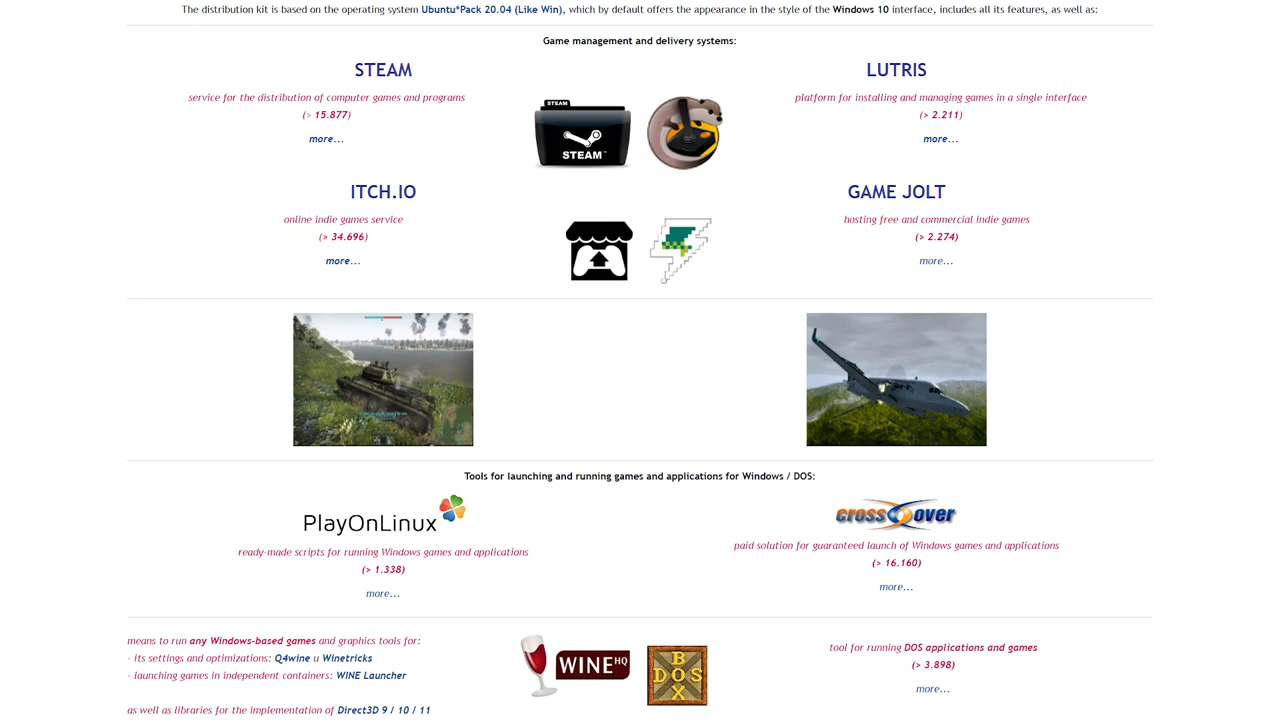 The distribution kit is based on the operating system Ubuntu*Pack 20.04 (Like Win), which by default offers the appearance in the style of the Windows 10 interface, includes all its features, as well as:
Game management and delivery systems:
STEAM
service for the distribution of computer games and programs
(> 15.877)
more...
STEAM
STEAM™
LUTRIS
platform for installing and managing games in a single interface
(> 2.211)
more...
ITCH.IO
online indie games service
(> 34.696)
more...
GAME JOLT
hosting free and commercial indie games
(> 2.274)
more...
Tools for launching and running games and applications for Windows / DOS:
PlayOnLinux
ready-made scripts for running Windows games and applications
(> 1.338)
more...
crossover
paid solution for guaranteed launch of Windows games and applications
(> 16.160)
more...
means to run any Windows-based games and graphics tools for:
- its settings and optimizations: Q4wine u Winetricks
- launching games in independent containers: WINE Launcher
as well as libraries for the implementation of Direct3D 9 / 10 / 11
WINE HQ
DOS BOX
tool for running DOS applications and games
(> 3.898)
more...